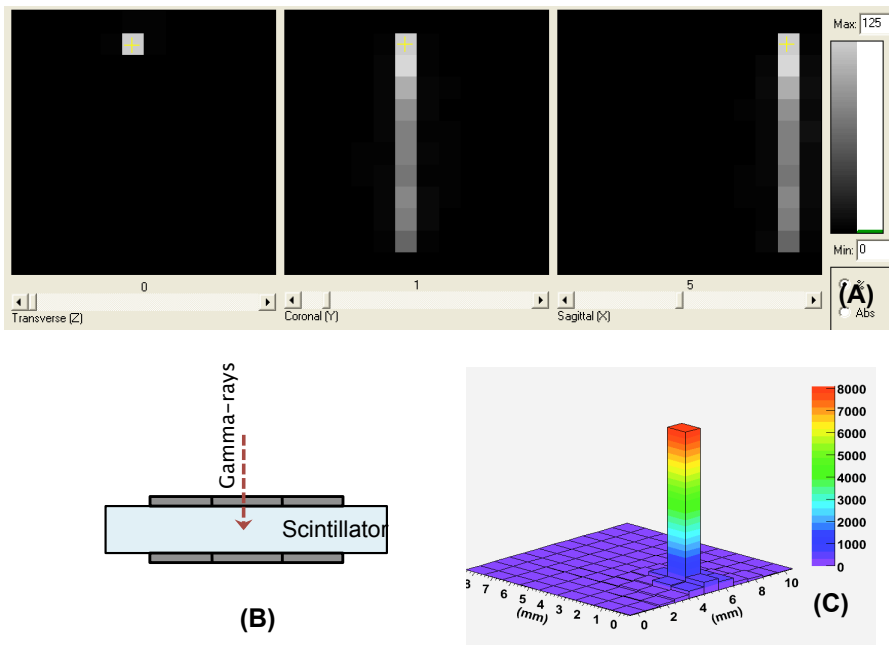 Max: 125
Min: 0
%
Abs
(A)
0
1
5
Transverse (Z)
Coronal (Y)
Sagittal (X)
Gamma-rays
Scintillator
(B)
8000
7000
6000
5000
4000
3000
2000
1000
0
7 6 5 4 3 2 1 0
(mm)
0 2 4 6 8 10
(mm)
(C)